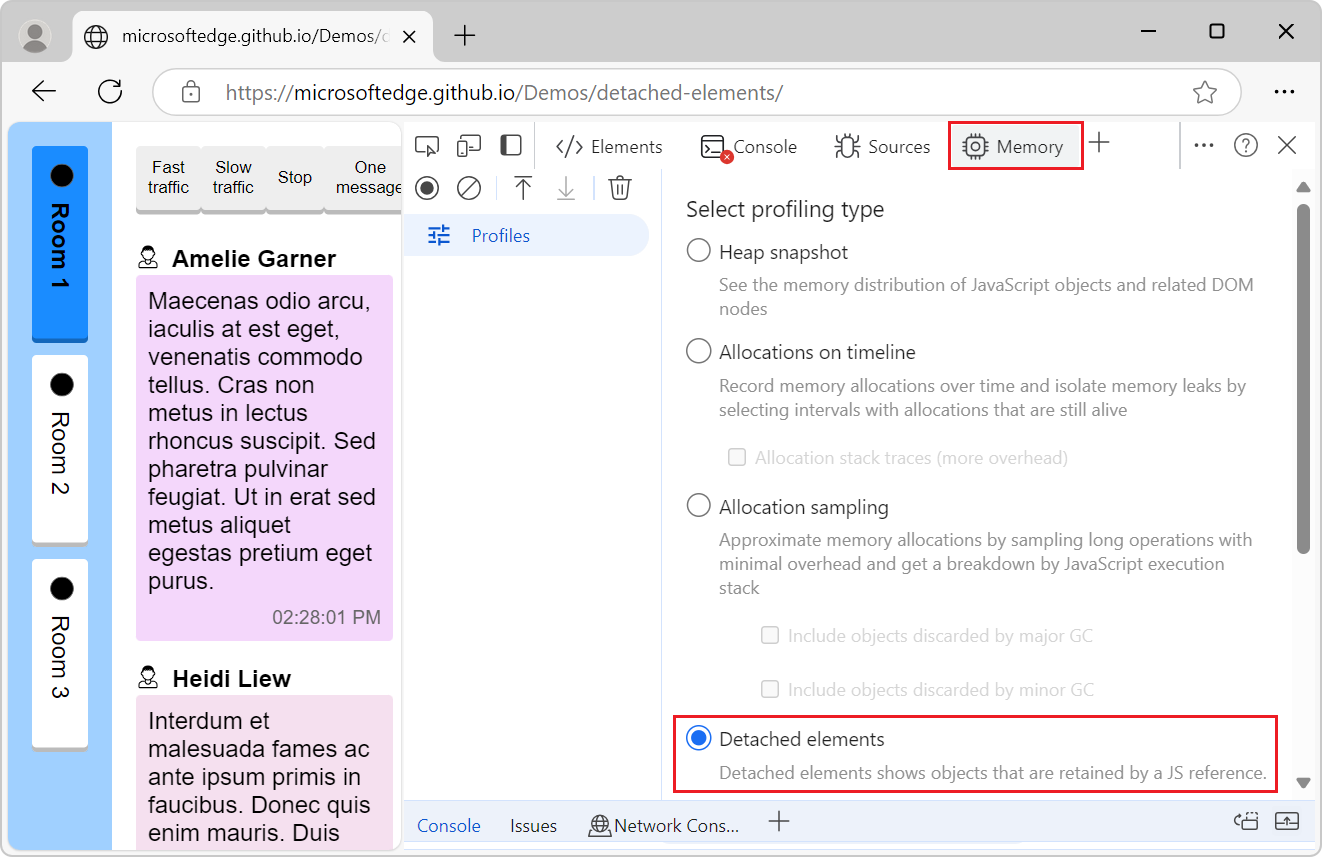 microsoftedge.github.io/Demos/d
https://microsoftedge.github.io/Demos/detached-elements/
Room 1
Room 2
Room 3
Fast traffic
Slow traffic
Stop
One message
Amelie Garner
Maecenas odio arcu,
iaculis at est eget,
venenatis commodo
tellus. Cras non
metus in lectus
rhoncus suscipit. Sed
pharetra pulvinar
feugiat. Ut in erat sed
metus aliquet
egestas pretium eget
purus.
02:28:01 PM
Heidi Liew
Interdum et
malesuada fames ac
ante ipsum primis in
faucibus. Donec quis
enim mauris. Duis
Elements
Console
Sources
Memory
Profiles
Select profiling type
Heap snapshot
See the memory distribution of JavaScript objects and related DOM
nodes
Allocations on timeline
Record memory allocations over time and isolate memory leaks by
selecting intervals with allocations that are still alive
Allocation stack traces (more overhead)
Allocation sampling
Approximate memory allocations by sampling long operations with
minimal overhead and get a breakdown by JavaScript execution
stack
Include objects discarded by major GC
Include objects discarded by minor GC
Detached elements
Detached elements shows objects that are retained by a JS reference.
Console
Issues
Network Cons...